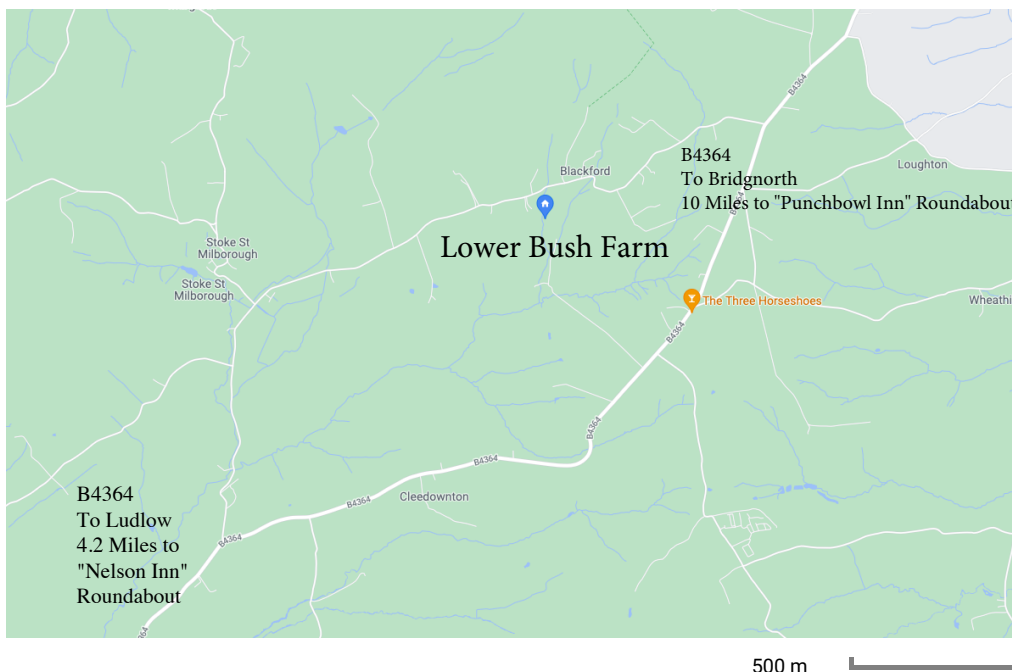 B4364
B4364
To Bridgnorth
10 Miles to "Punchbowl Inn" Roundabout
Loughton
Blackford
B4364
Lower Bush Farm
Stoke St
Milborough
Stoke St
Milborough
The Three Horseshoes
Wheathi
B4364
B4364
B4364
B4364
Cleedownton
B4364
To Ludlow
4.2 Miles to
"Nelson Inn"
Roundabout
B4364
364
500 m